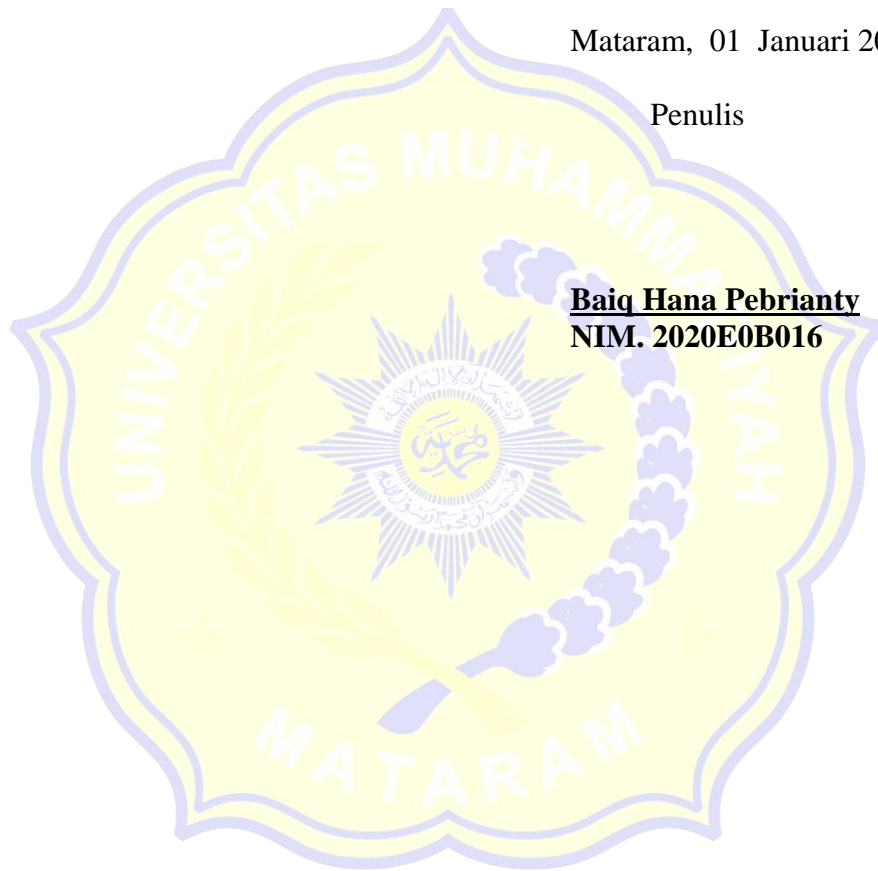 Mataram, 01 Januari 20
Penulis
Baiq Hana Pebrianty
NIM. 2020E0B016
UNIVERSITAS MUHAMMADIYAH
MATARAM